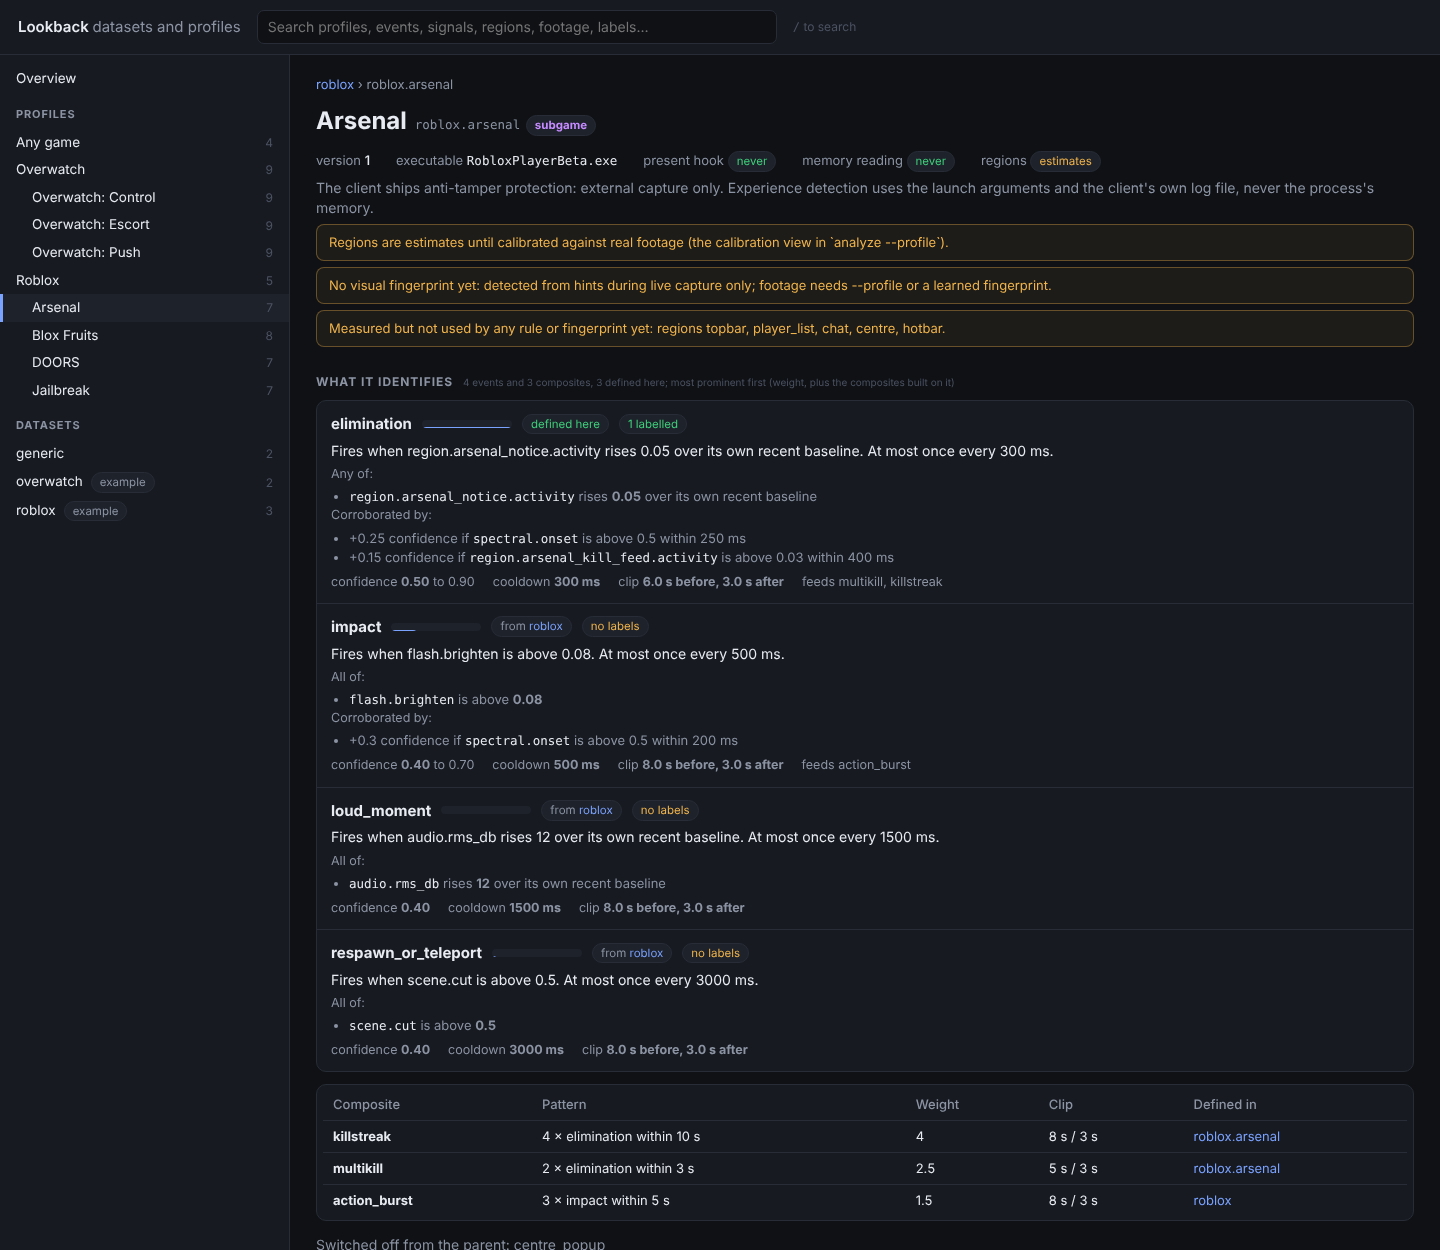 Lookback datasets and profiles
Search profiles, events, signals, regions, footage, labels...
/ to search
Overview
PROFILES
Any game 4
Overwatch 9
Overwatch: Control 9
Overwatch: Escort 9
Overwatch: Push 9
Roblox 5
Arsenal 7
Blox Fruits 8
DOORS 7
Jailbreak 7
DATASETS
generic 2
overwatch example 2
roblox example 3
roblox › roblox.arsenal
Arsenal roblox.arsenal subgame
version 1 executable RobloxPlayerBeta.exe present hook never memory reading never regions estimates
The client ships anti-tamper protection: external capture only. Experience detection uses the launch arguments and the client's own log file, never the process's
memory.
Regions are estimates until calibrated against real footage (the calibration view in `analyze --profile`).
No visual fingerprint yet: detected from hints during live capture only; footage needs --profile or a learned fingerprint.
Measured but not used by any rule or fingerprint yet: regions topbar, player_list, chat, centre, hotbar.
WHAT IT IDENTIFIES 4 events and 3 composites, 3 defined here; most prominent first (weight, plus the composites built on it)
elimination defined here 1 labelled
Fires when region.arsenal_notice.activity rises 0.05 over its own recent baseline. At most once every 300 ms.
Any of:
• region.arsenal_notice.activity rises 0.05 over its own recent baseline
Corroborated by:
• +0.25 confidence if spectral.onset is above 0.5 within 250 ms
• +0.15 confidence if region.arsenal_kill_feed.activity is above 0.03 within 400 ms
confidence 0.50 to 0.90 cooldown 300 ms clip 6.0 s before, 3.0 s after feeds multikill, killstreak
impact from roblox no labels
Fires when flash.brighten is above 0.08. At most once every 500 ms.
All of:
• flash.brighten is above 0.08
Corroborated by:
• +0.3 confidence if spectral.onset is above 0.5 within 200 ms
confidence 0.40 to 0.70 cooldown 500 ms clip 8.0 s before, 3.0 s after feeds action_burst
loud_moment from roblox no labels
Fires when audio.rms_db rises 12 over its own recent baseline. At most once every 1500 ms.
All of:
• audio.rms_db rises 12 over its own recent baseline
confidence 0.40 cooldown 1500 ms clip 8.0 s before, 3.0 s after
respawn_or_teleport from roblox no labels
Fires when scene.cut is above 0.5. At most once every 3000 ms.
All of:
• scene.cut is above 0.5
confidence 0.40 cooldown 3000 ms clip 8.0 s before, 3.0 s after
Composite Pattern Weight Clip Defined in
killstreak 4 × elimination within 10 s 4 8 s / 3 s roblox.arsenal
multikill 2 × elimination within 3 s 2.5 5 s / 3 s roblox.arsenal
action_burst 3 × impact within 5 s 1.5 8 s / 3 s roblox
Switched off from the parent: centre_popup